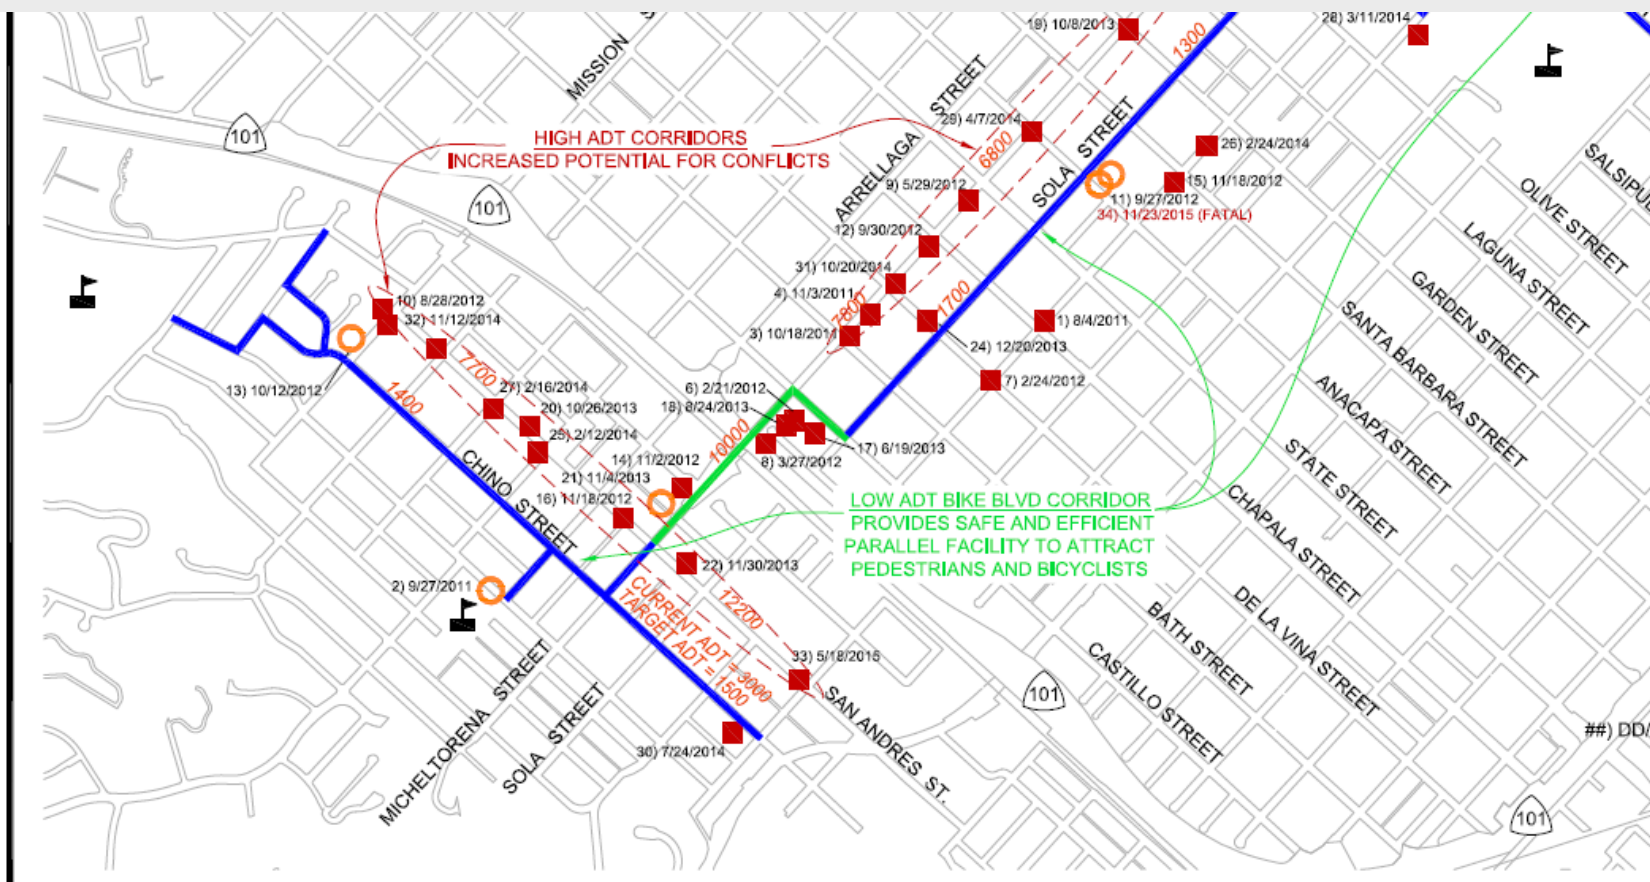 19) 10/8/2013
28) 3/11/2014
1300
MISSION
STREET
29) 4/7/2014
101
HIGH ADT CORRIDORS
INCREASED POTENTIAL FOR CONFLICTS
ARRELLAGA
6800
SOLA STREET
26) 2/24/2014
SALSIPU
9) 5/29/2012
15) 11/18/2012
11) 9/27/2012
34) 11/23/2015 (FATAL)
OLIVE STREET
101
12) 9/30/2012
LAGUNA STREET
31) 10/20/2014
GARDEN STREET
4) 11/3/2011
7800
1700
SANTA BARBARA STREET
10) 8/28/2012
32) 11/12/2014
3) 10/18/2011
1) 8/4/2011
24) 12/20/2013
7700
ANACAPA STREET
13) 10/12/2012
1400
27) 2/16/2014
6) 2/21/2012
7) 2/24/2012
20) 10/26/2013
18) 8/24/2013
25) 2/12/2014
10000
STATE STREET
17) 6/19/2013
14) 11/2/2012
8) 3/27/2012
21) 11/4/2013
CHINO STREET
16) 11/18/2012
CHAPALA STREET
LOW ADT BIKE BLVD CORRIDOR
PROVIDES SAFE AND EFFICIENT
PARALLEL FACILITY TO ATTRACT
PEDESTRIANS AND BICYCLISTS
22) 11/30/2013
2) 9/27/2011
12200
CURRENT ADT = 3000
TARGET ADT = 1500
DE LA VINA STREET
BATH STREET
33) 5/18/2015
CASTILLO STREET
MICHELTORENA STREET
SOLA STREET
101
SAN ANDRES ST.
30) 7/24/2014
##) DD/
101